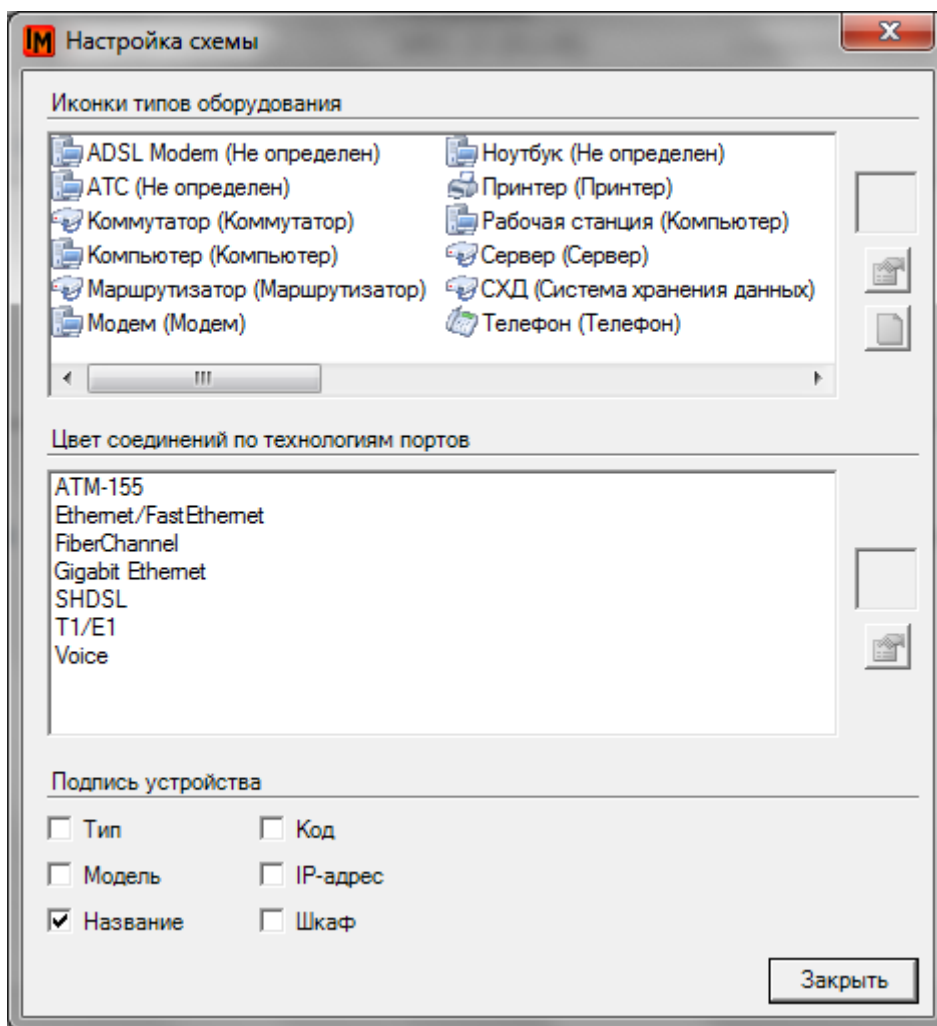 IM Настройка схемы
Иконки типов оборудования
ADSL Modem (Не определен)
АТС (Не определен)
Коммутатор (Коммутатор)
Компьютер (Компьютер)
Маршрутизатор (Маршрутизатор)
Модем (Модем)
Ноутбук (Не определен)
Принтер (Принтер)
Рабочая станция (Компьютер)
Сервер (Сервер)
СХД (Система хранения данных)
Телефон (Телефон)
Цвет соединений по технологиям портов
ATM-155
Ethernet/FastEthernet
FiberChannel
Gigabit Ethernet
SHDSL
T1/E1
Voice
Подпись устройства
Тип
Код
Модель
IP-адрес
Название
Шкаф
Закрыть